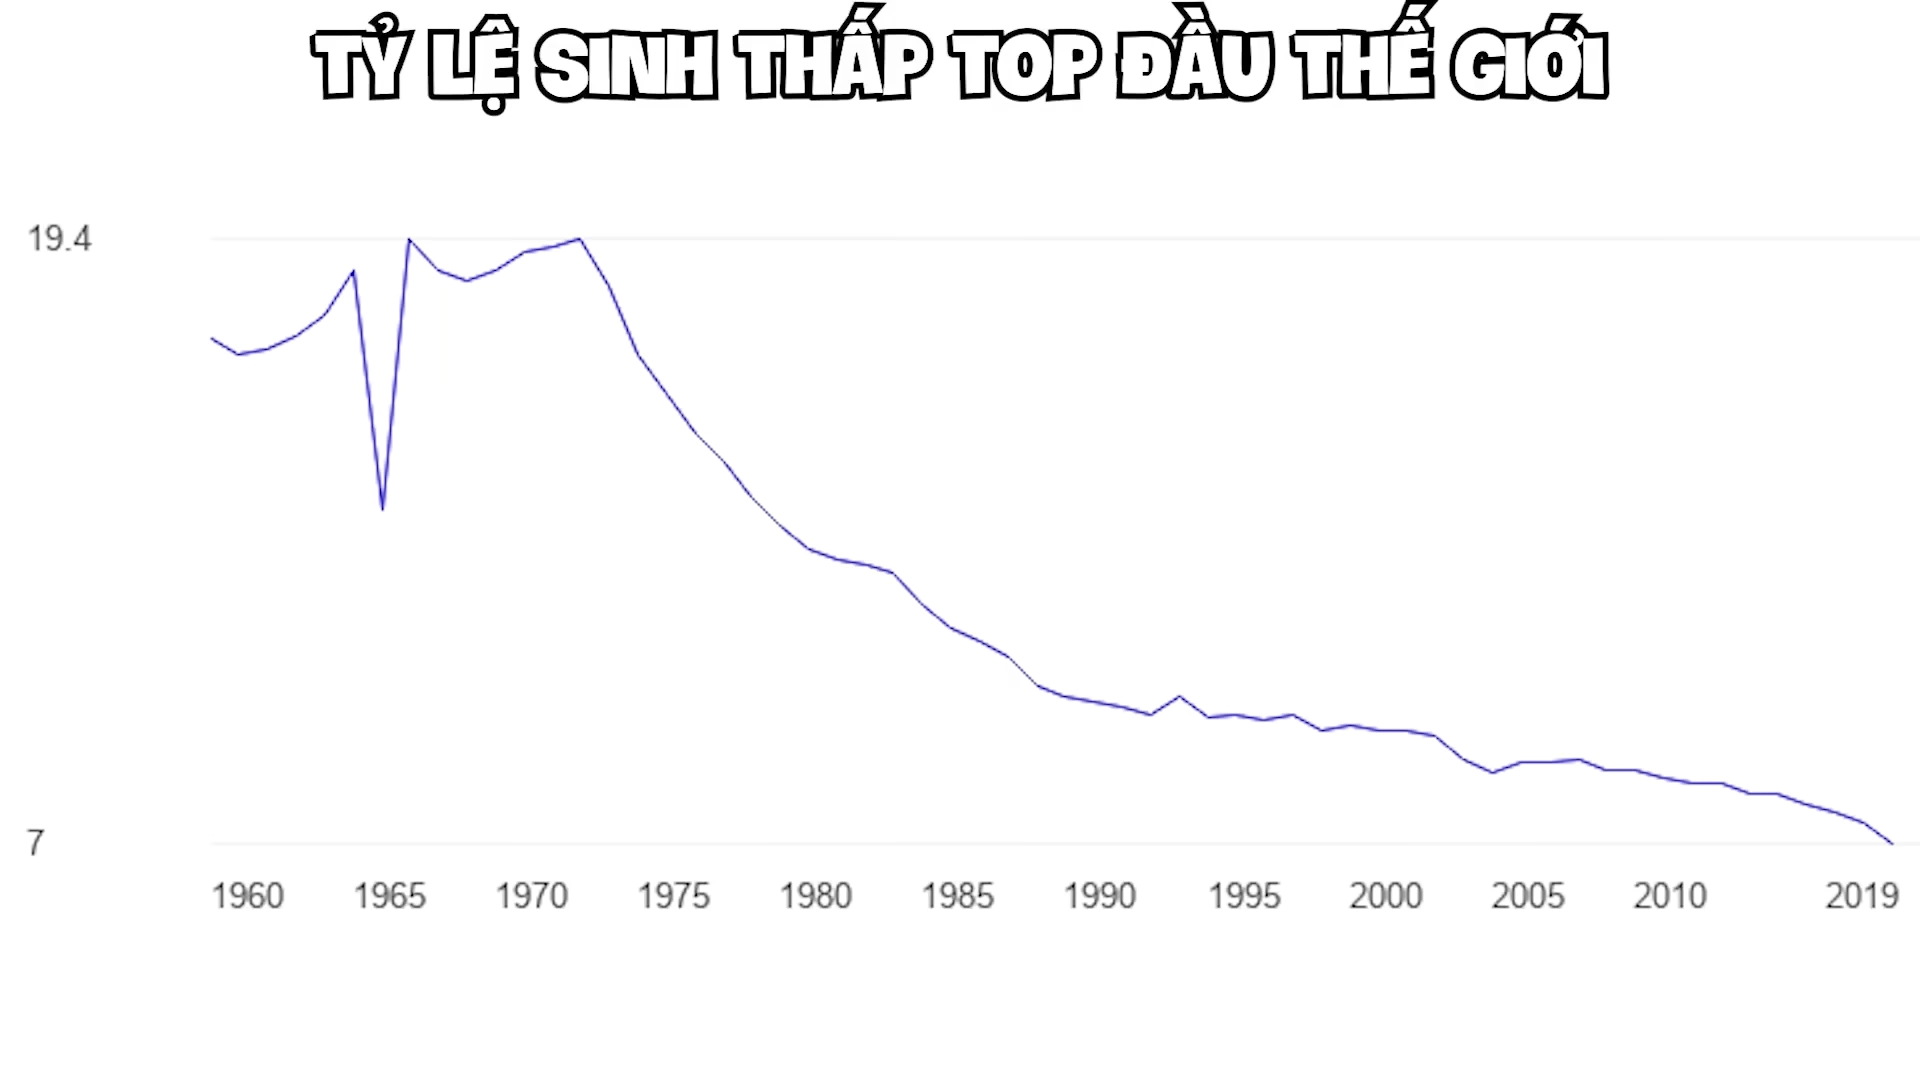 TỶ LỆ SINH THẤP TOP ĐẦU THẾ GIỚI
19.4
7
1960 1965 1970 1975 1980 1985 1990 1995 2000 2005 2010 2019